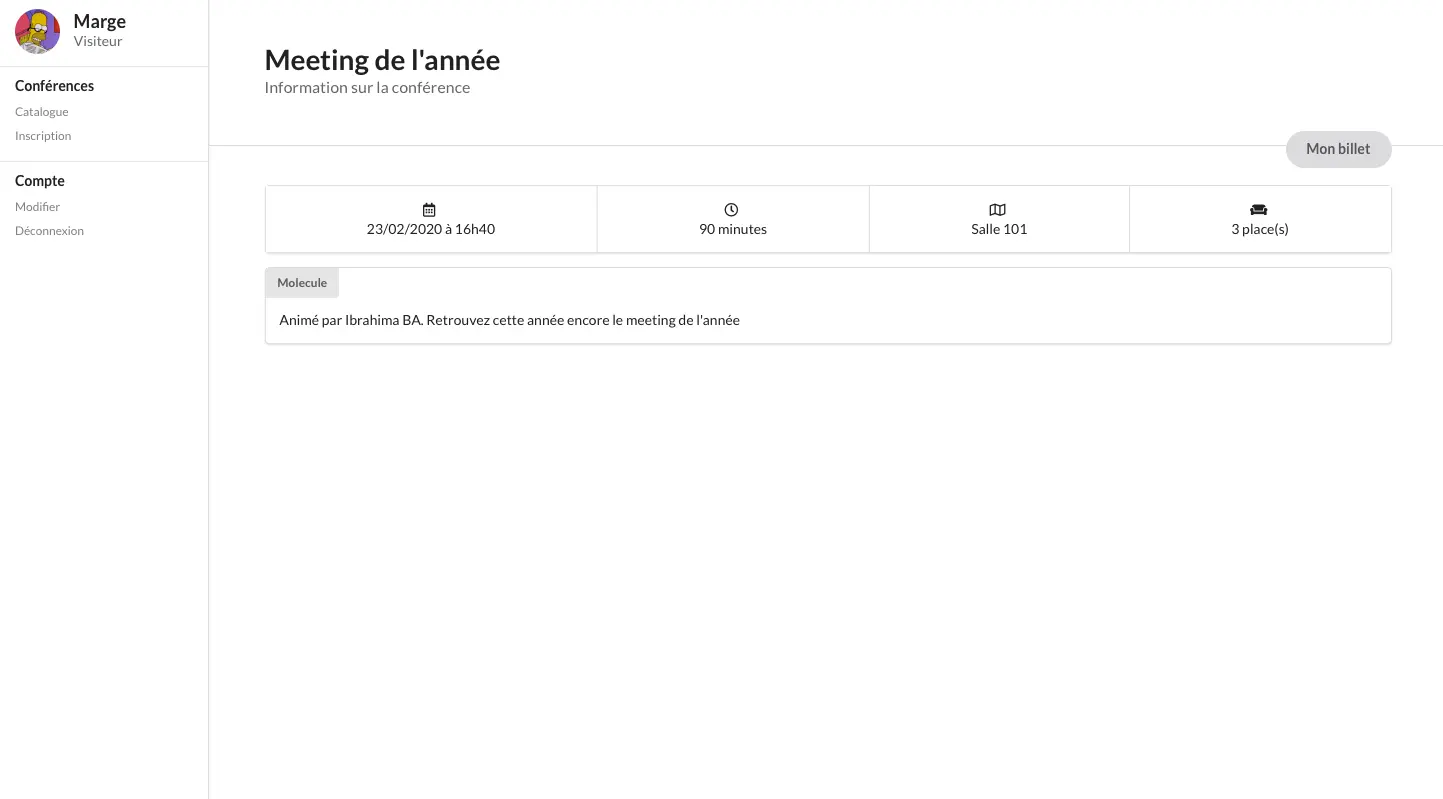 Marge
Visiteur
Conférences
Catalogue
Inscription
Compte
Modifier
Déconnexion
Meeting de l'année
Information sur la conférence
Mon billet
23/02/2020 à 16h40
90 minutes
Salle 101
3 place(s)
Molecule
Animé par Ibrahima BA. Retrouvez cette année encore le meeting de l'année